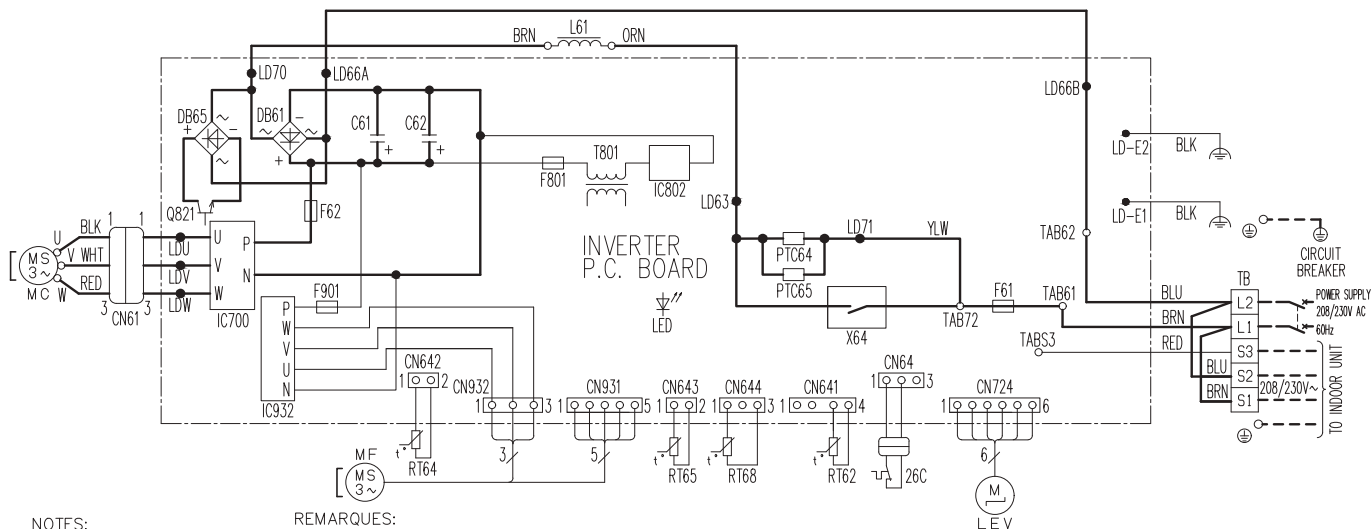 BRN L61 ORN
LD70 LD66A
LD66B
DB65 ~ + − ~
DB61 − ~ ~ +
C61 + C62 +
T801
F801 IC802
LD-E2 BLK
LD-E1 BLK
Q821
F62
LD63
INVERTER
P.C. BOARD
LED
PTC64
PTC65
LD71 YLW
X64
TAB72 F61 TAB61
TAB62
TABS3
CIRCUIT
BREAKER
TB
BLU L2 POWER SUPPLY
208/230V AC
BRN L1 60Hz
RED S3
BLU S2 208/230V~
BRN S1
TO INDOOR UNIT
MS
3~
MC
U BLK 1 1 LDU U
V WHT LDV V P
W RED 3 3 LDW W N
CN61 IC700
F901
P
W
V
U
N
IC932
CN642
1 2
t°
RT64
CN932
1 3
3
CN931
1 5
5
MF
MS
3~
CN643
1 2
t°
RT65
CN644
1 3
t°
RT68
CN641
1 4
t°
RT62
CN64
1 3
26C
CN724
1 6
6
M
LEV
NOTES: REMARQUES: